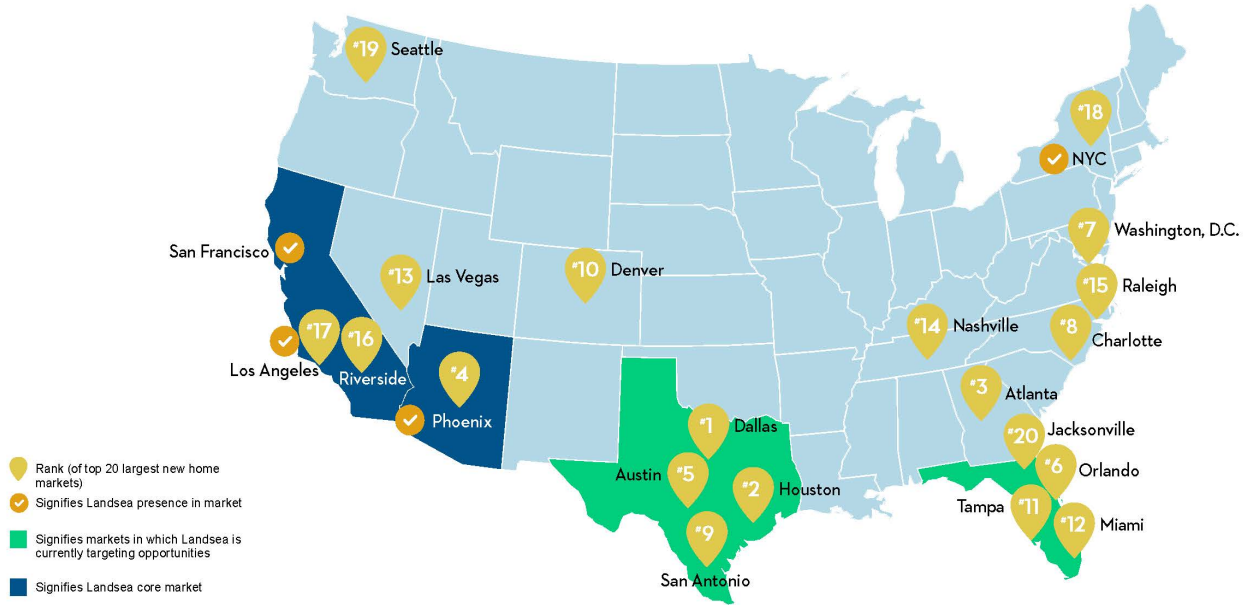 #19 Seattle
#18
NYC
#7 Washington, D.C.
San Francisco
#13 Las Vegas
#10 Denver
#15 Raleigh
#17
#16
#14 Nashville
#8 Charlotte
Los Angeles
Riverside
#4
Phoenix
#3 Atlanta
#1 Dallas
#20 Jacksonville
Austin #5
#2 Houston
#6 Orlando
Tampa #11
#12 Miami
#9
San Antonio
Rank (of top 20 largest new home
markets)
Signifies Landsea presence in market
Signifies markets in which Landsea is
currently targeting opportunities
Signifies Landsea core market